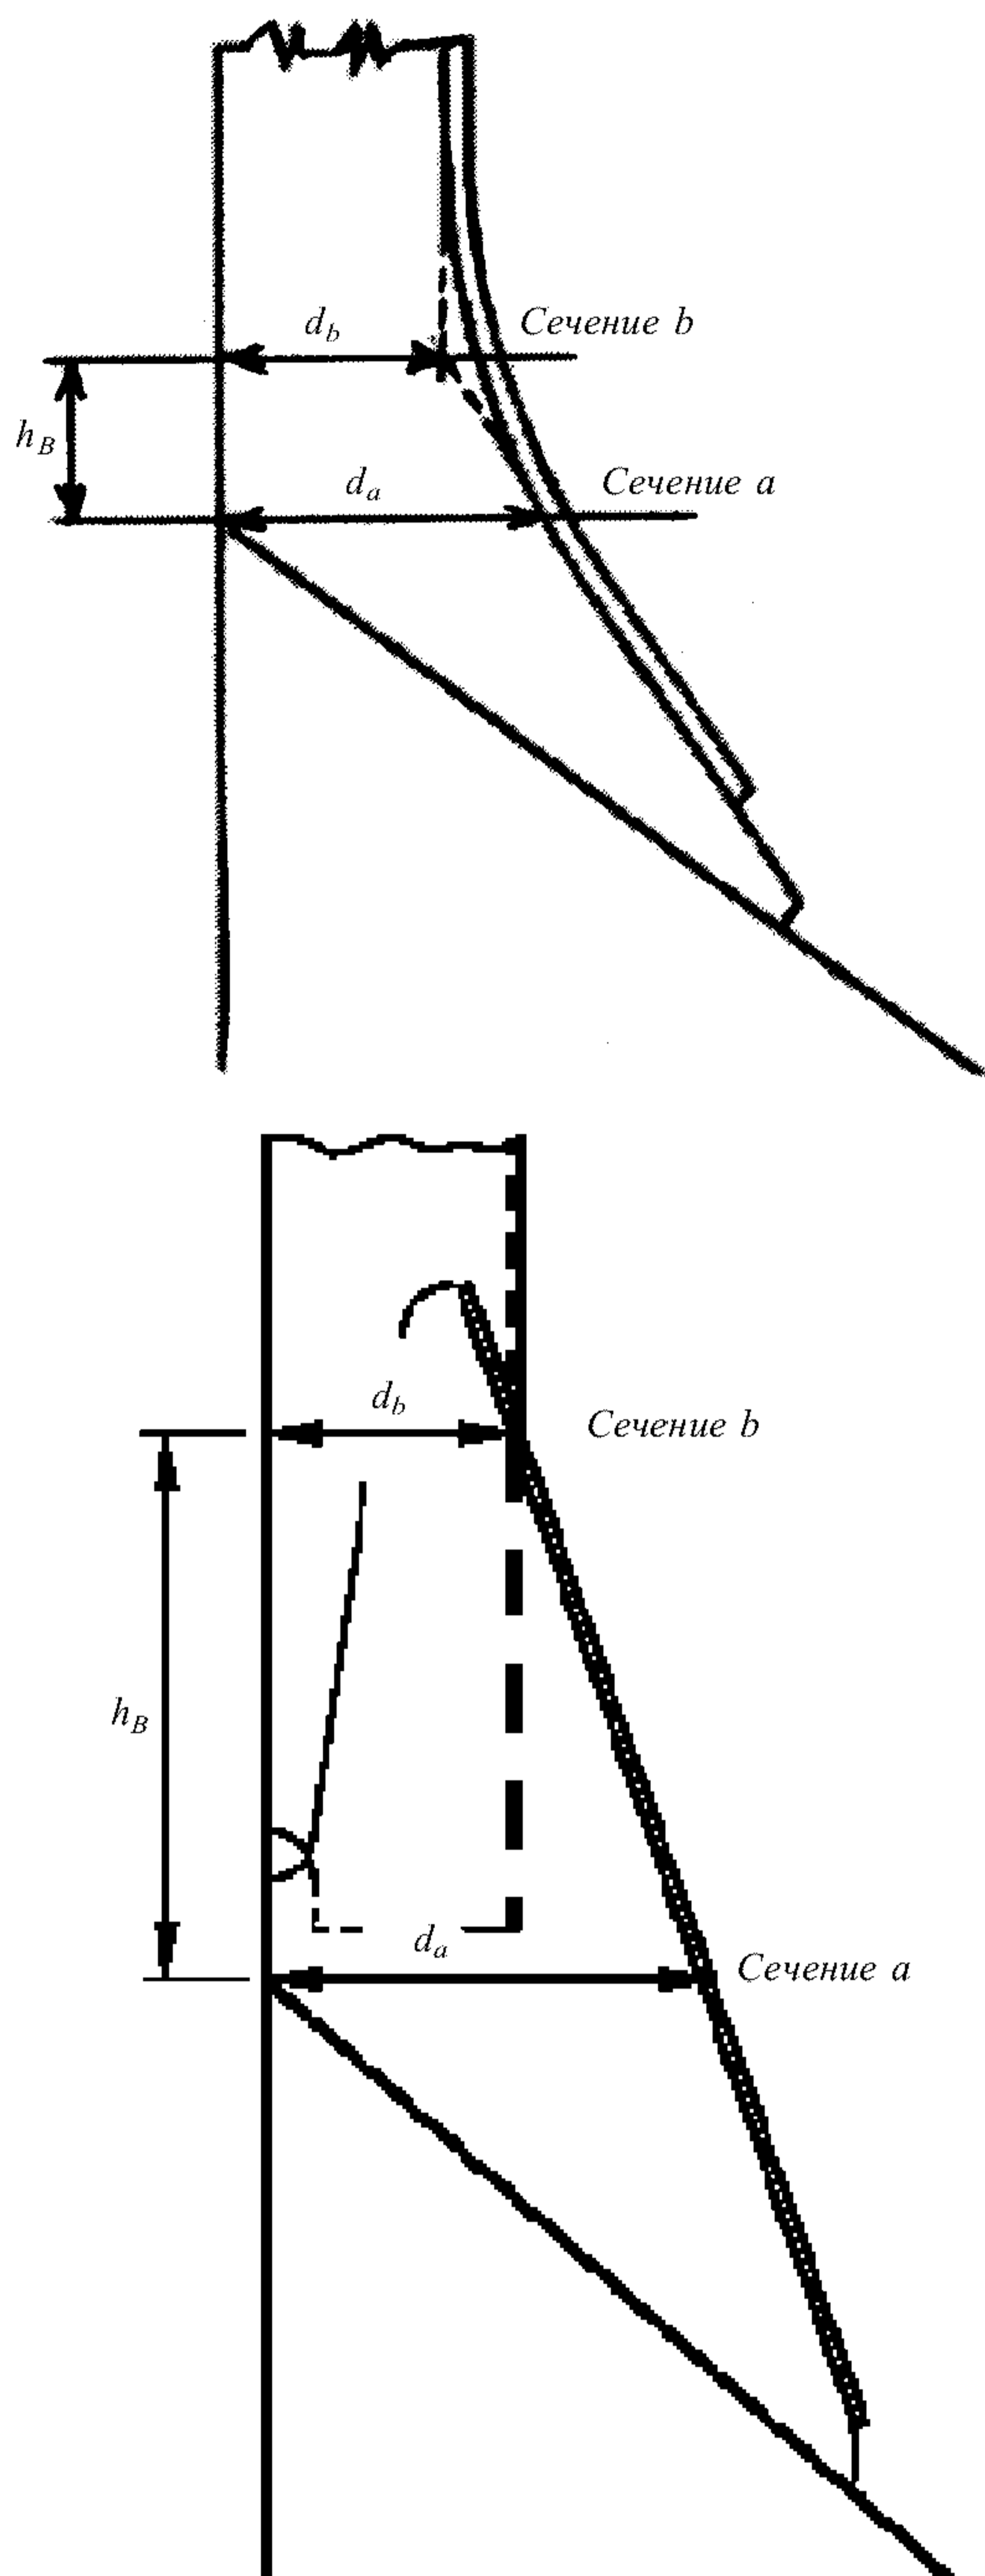 d_b
Сечение b
h_B
d_a
Сечение a
d_b
Сечение b
h_B
d_a
Сечение a